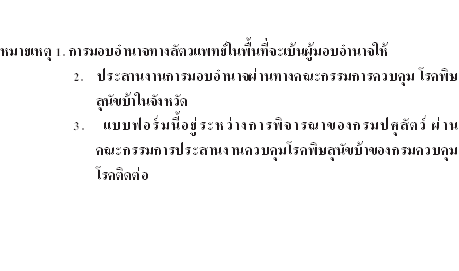 หมายเหตุ 1. การมอบอำนาจทางสัตวแพทย์ในพื้นที่จะเป็นผู้มอบอำนาจให้
2. ประสานงานการมอบอำนาจผ่านทางคณะกรรมการควบคุม โรคพิษ
สุนัขบ้าในจังหวัด
3. แบบฟอร์มนี้อยู่ระหว่างการพิจารณาของกรมปศุสัตว์ ผ่าน
คณะกรรมการประสานงานควบคุมโรคพิษสุนัขบ้าของกรมควบคุม
โรคติดต่อ